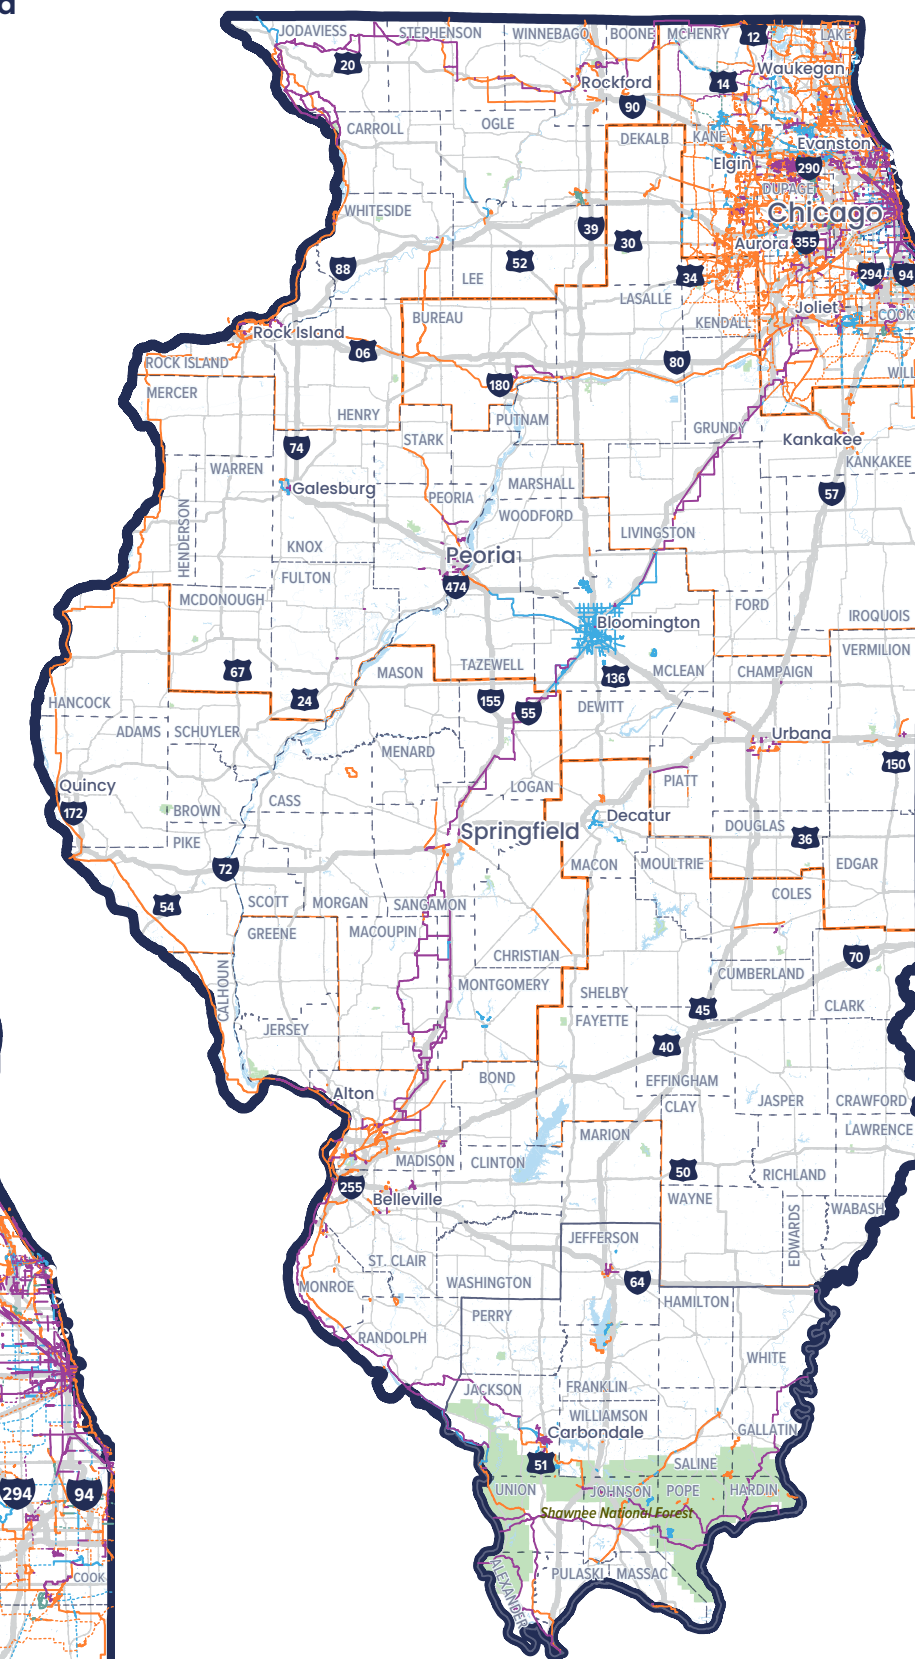 d
JODAVIESS
STEPHENSON
WINNEBAGO
BOONE
MCHENRY
12
LAKE
20
Waukegan
14
Rockford
90
CARROLL
OGLE
DEKALB
KANE
Evanston
Elgin
290
DUPAGE
WHITESIDE
Chicago
39
30
Aurora
355
88
52
LEE
34
294
94
LASALLE
BUREAU
Joliet
COOK
KENDALL
Rock Island
06
ROCK ISLAND
80
WILL
180
MERCER
HENRY
PUTNAM
GRUNDY
STARK
Kankakee
74
WARREN
KANKAKEE
Galesburg
MARSHALL
57
PEORIA
WOODFORD
HENDERSON
LIVINGSTON
KNOX
Peoria
FULTON
474
MCDONOUGH
FORD
IROQUOIS
Bloomington
VERMILION
67
MASON
TAZEWELL
136
MCLEAN
CHAMPAIGN
24
155
HANCOCK
55
DEWITT
ADAMS
SCHUYLER
Urbana
MENARD
150
PIATT
Quincy
LOGAN
CASS
172
BROWN
Decatur
Springfield
DOUGLAS
36
PIKE
72
MACON
MOULTRIE
EDGAR
COLES
54
SCOTT
MORGAN
SANGAMON
GREENE
MACOUPIN
CHRISTIAN
70
CALHOUN
CUMBERLAND
MONTGOMERY
SHELBY
45
CLARK
FAYETTE
JERSEY
40
BOND
EFFINGHAM
Alton
CLAY
JASPER
CRAWFORD
LAWRENCE
MARION
MADISON
CLINTON
50
RICHLAND
255
Belleville
WAYNE
WABASH
EDWARDS
JEFFERSON
ST. CLAIR
MONROE
WASHINGTON
64
HAMILTON
PERRY
RANDOLPH
WHITE
JACKSON
FRANKLIN
WILLIAMSON
Carbondale
GALLATIN
51
SALINE
294
94
UNION
JOHNSON
POPE
HARDIN
Shawnee National Forest
COOK
PULASKI
MASSAC
ALEXANDER